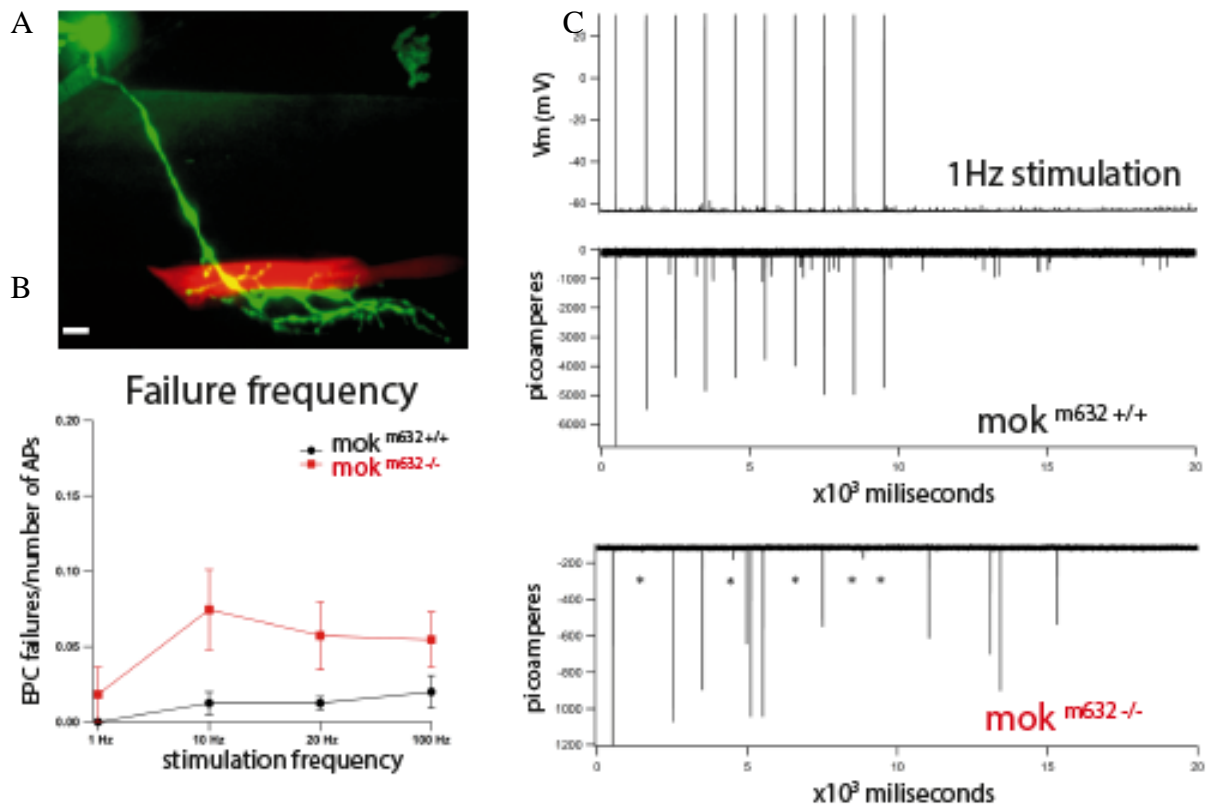 A
B
Failure frequency
EPC failures/number of APs
0.20
0.15
0.10
0.05
0.00
mok m632 +/+
mok m632 -/-
1 Hz
10 Hz
20 Hz
100 Hz
stimulation frequency
C
Vm (mV)
20
0
-20
-40
-60
1Hz stimulation
picoamperes
0
-1000
-2000
-3000
-4000
-5000
-6000
mok m632 +/+
0
5
10
15
20
x10³ miliseconds
picoamperes
-200
-400
-600
-800
1000
1200
* * * * *
mok m632 -/-
0
5
10
15
20
x10³ miliseconds